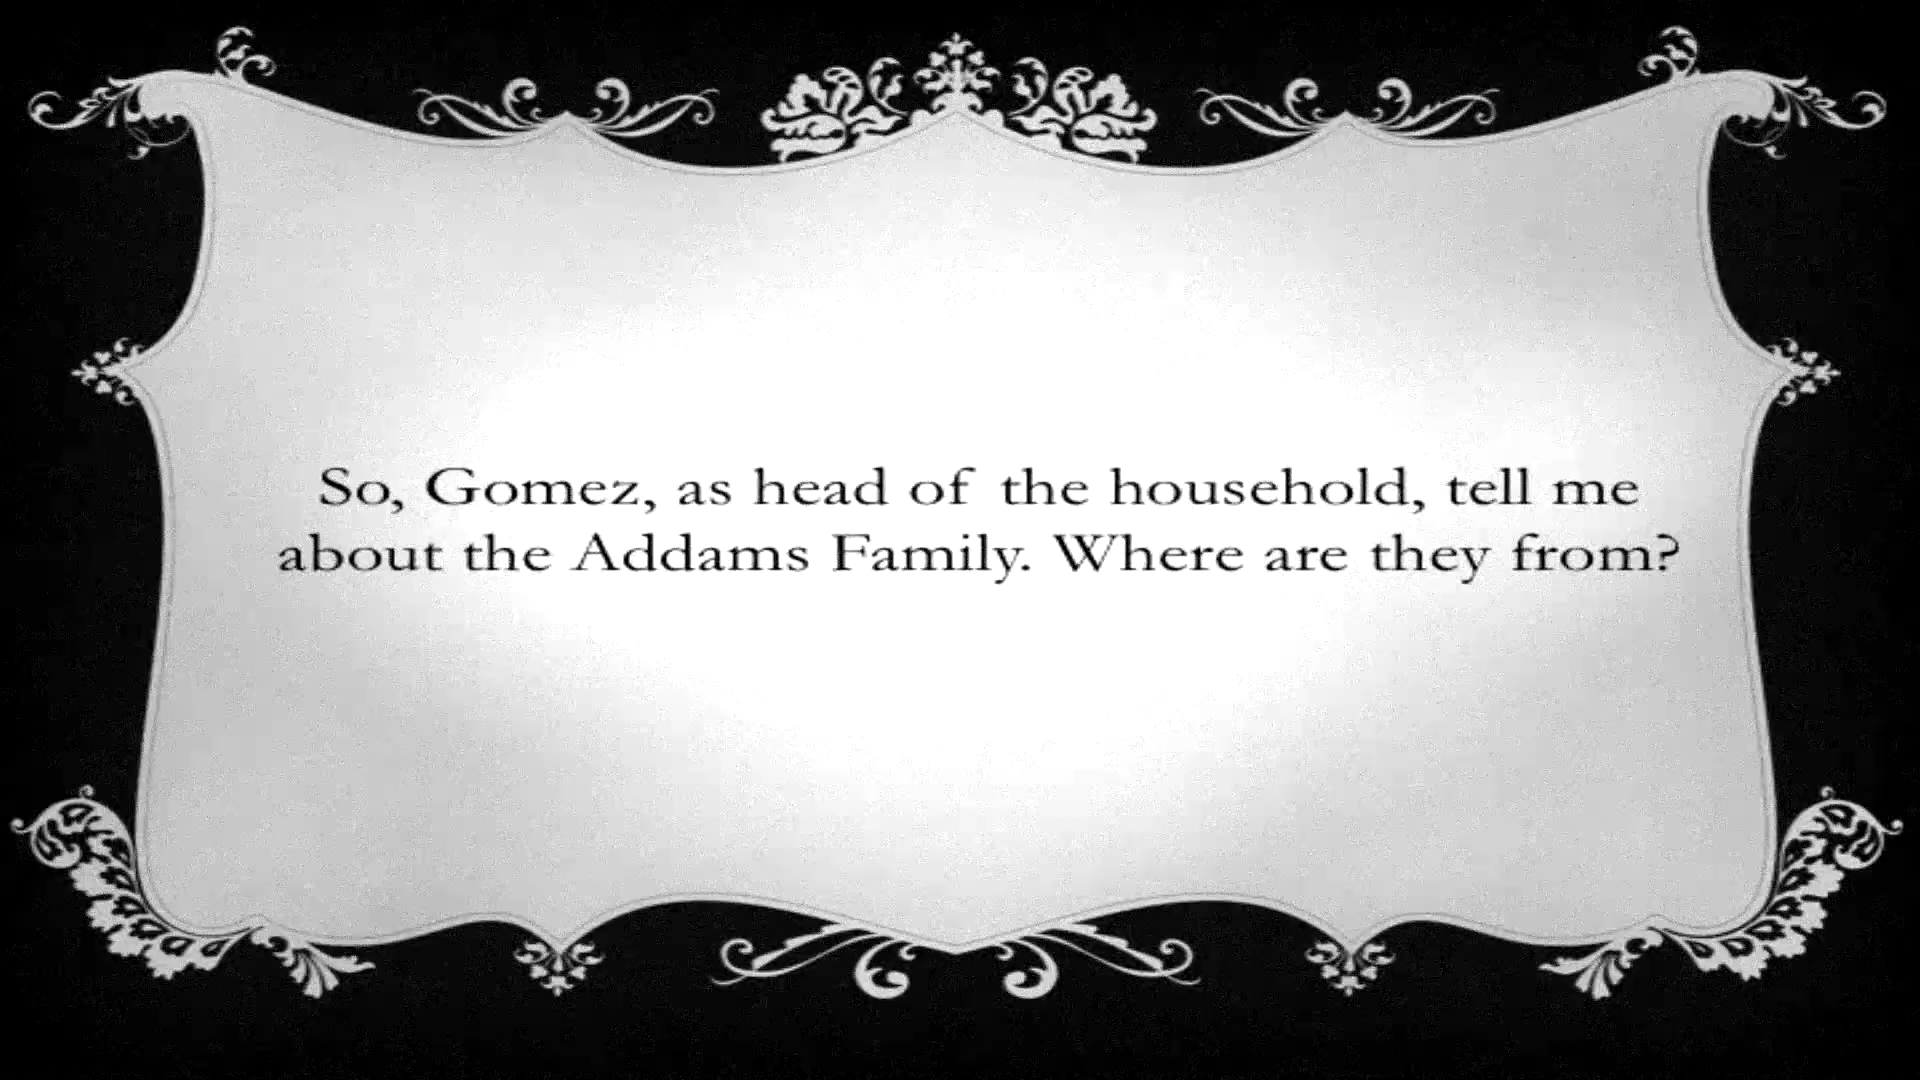 So, Gomez, as head of the household, tell me
about the Addams Family. Where are they from?